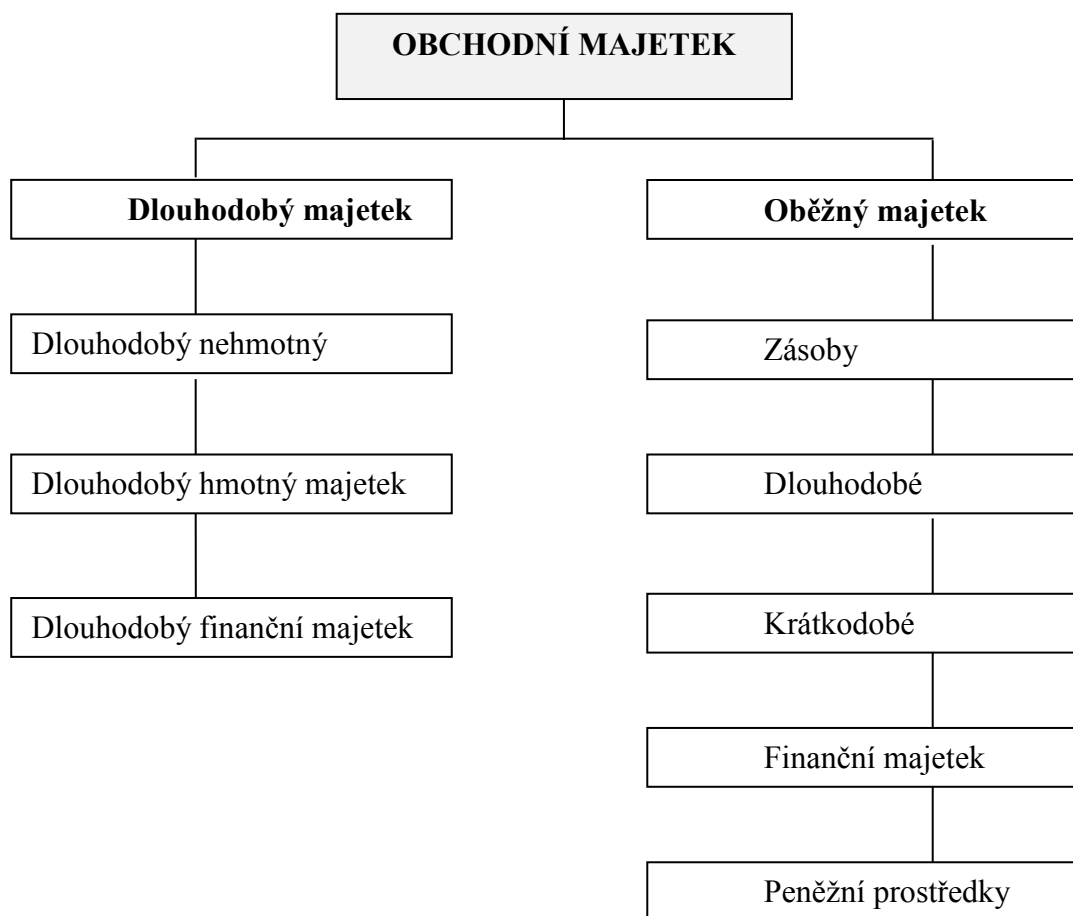 OBCHODNÍ MAJETEK
Dlouhodobý majetek
Dlouhodobý nehmotný
Dlouhodobý hmotný majetek
Dlouhodobý finanční majetek
Oběžný majetek
Zásoby
Dlouhodobé
Krátkodobé
Finanční majetek
Peněžní prostředky